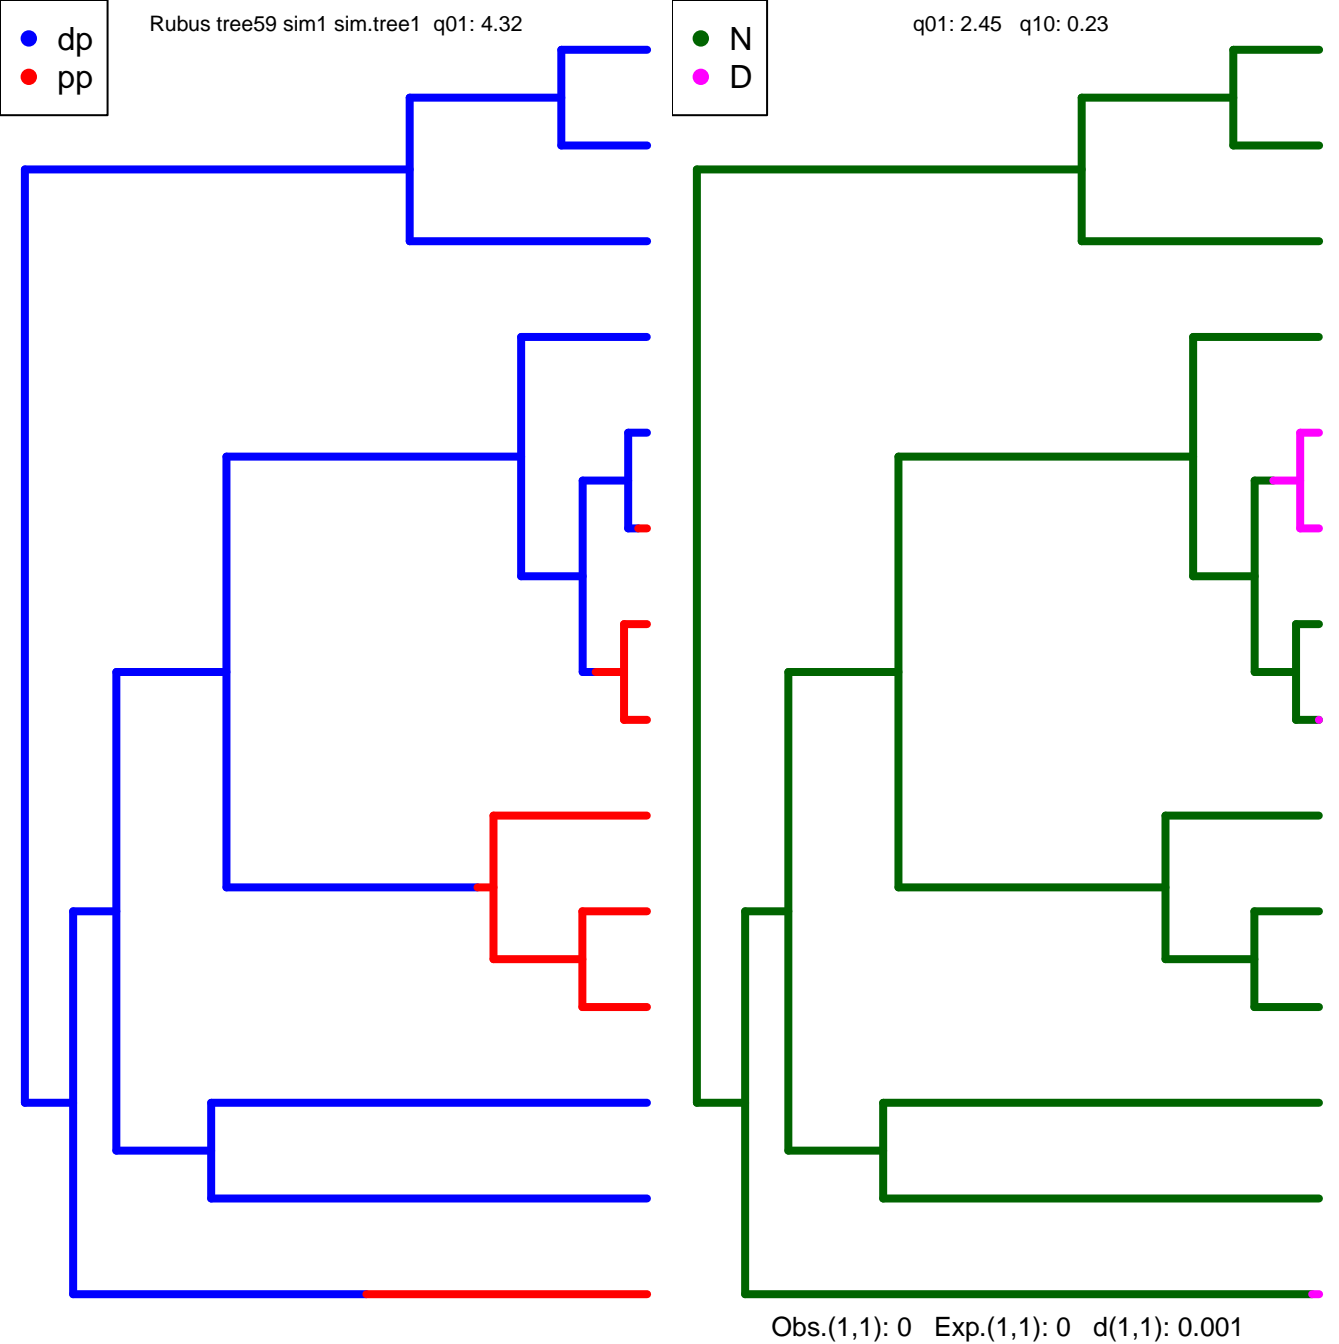 dp
pp
Rubus tree59 sim1 sim.tree1 q01: 4.32
N
D
q01: 2.45 q10: 0.23
Obs.(1,1): 0 Exp.(1,1): 0 d(1,1): 0.001